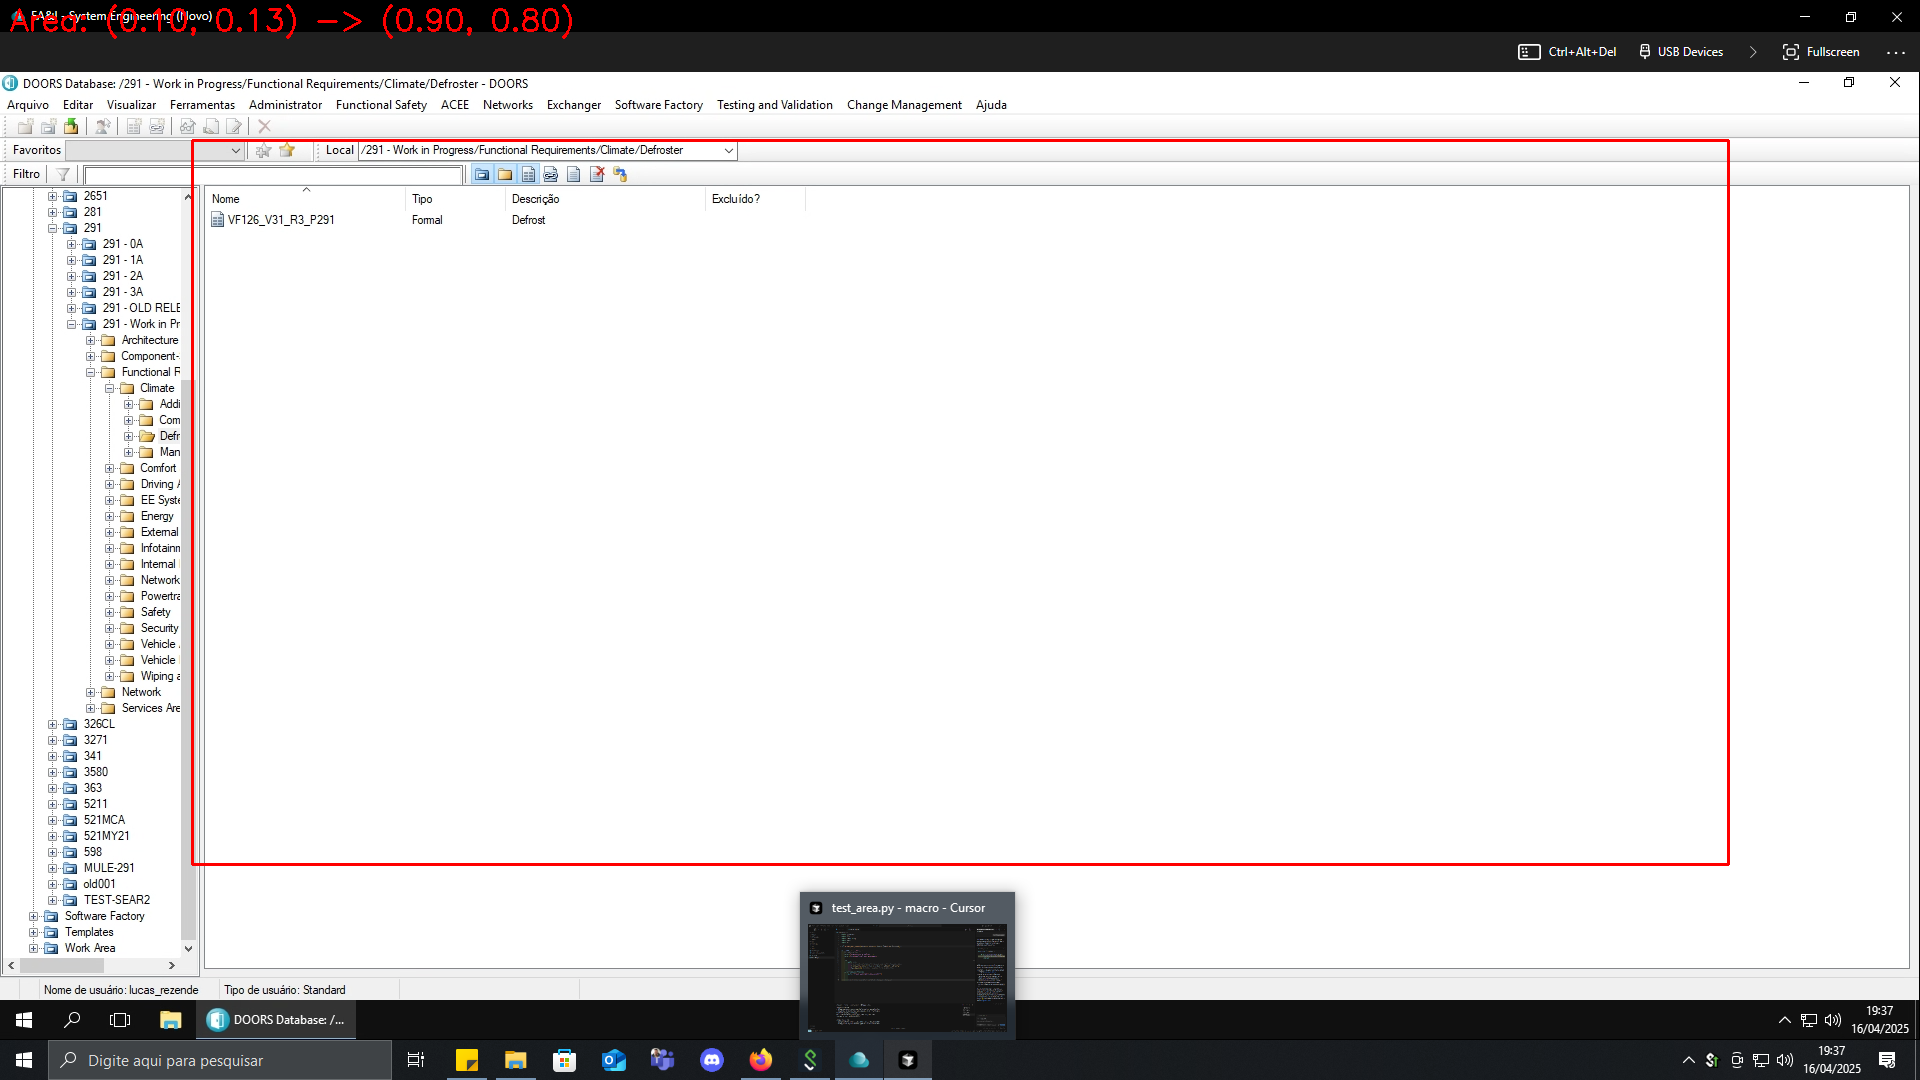 EA&I - System Engineering (Novo)
Area: (0.10, 0.13) —> (0.90, 0.80)
Ctrl+Alt+Del
USB Devices
Fullscreen
DOORS Database: /291 - Work in Progress/Functional Requirements/Climate/Defroster - DOORS
Arquivo Editar Visualizar Ferramentas Administrator Functional Safety ACEE Networks Exchanger Software Factory Testing and Validation Change Management Ajuda
Favoritos
Local /291 - Work in Progress/Functional Requirements/Climate/Defroster
Filtro
Nome Tipo Descrição Excluído?
VF126_V31_R3_P291 Formal Defrost
2651
281
291
291 - 0A
291 - 1A
291 - 2A
291 - 3A
291 - OLD RELE
291 - Work in Pr
Architecture
Component-
Functional R
Climate
Addi
Com
Defr
Man
Comfort
Driving A
EE Syste
Energy
External
Infotainm
Internal
Network
Powertra
Safety
Security
Vehicle
Vehicle
Wiping a
Network
Services Are
326CL
3271
341
3580
363
5211
521MCA
521MY21
598
MULE-291
old001
TEST-SEAR2
Software Factory
Templates
Work Area
test_area.py - macro - Cursor
Nome de usuário: lucas_rezende Tipo de usuário: Standard
DOORS Database: /...
19:37
16/04/2025
Digite aqui para pesquisar
19:37
16/04/2025